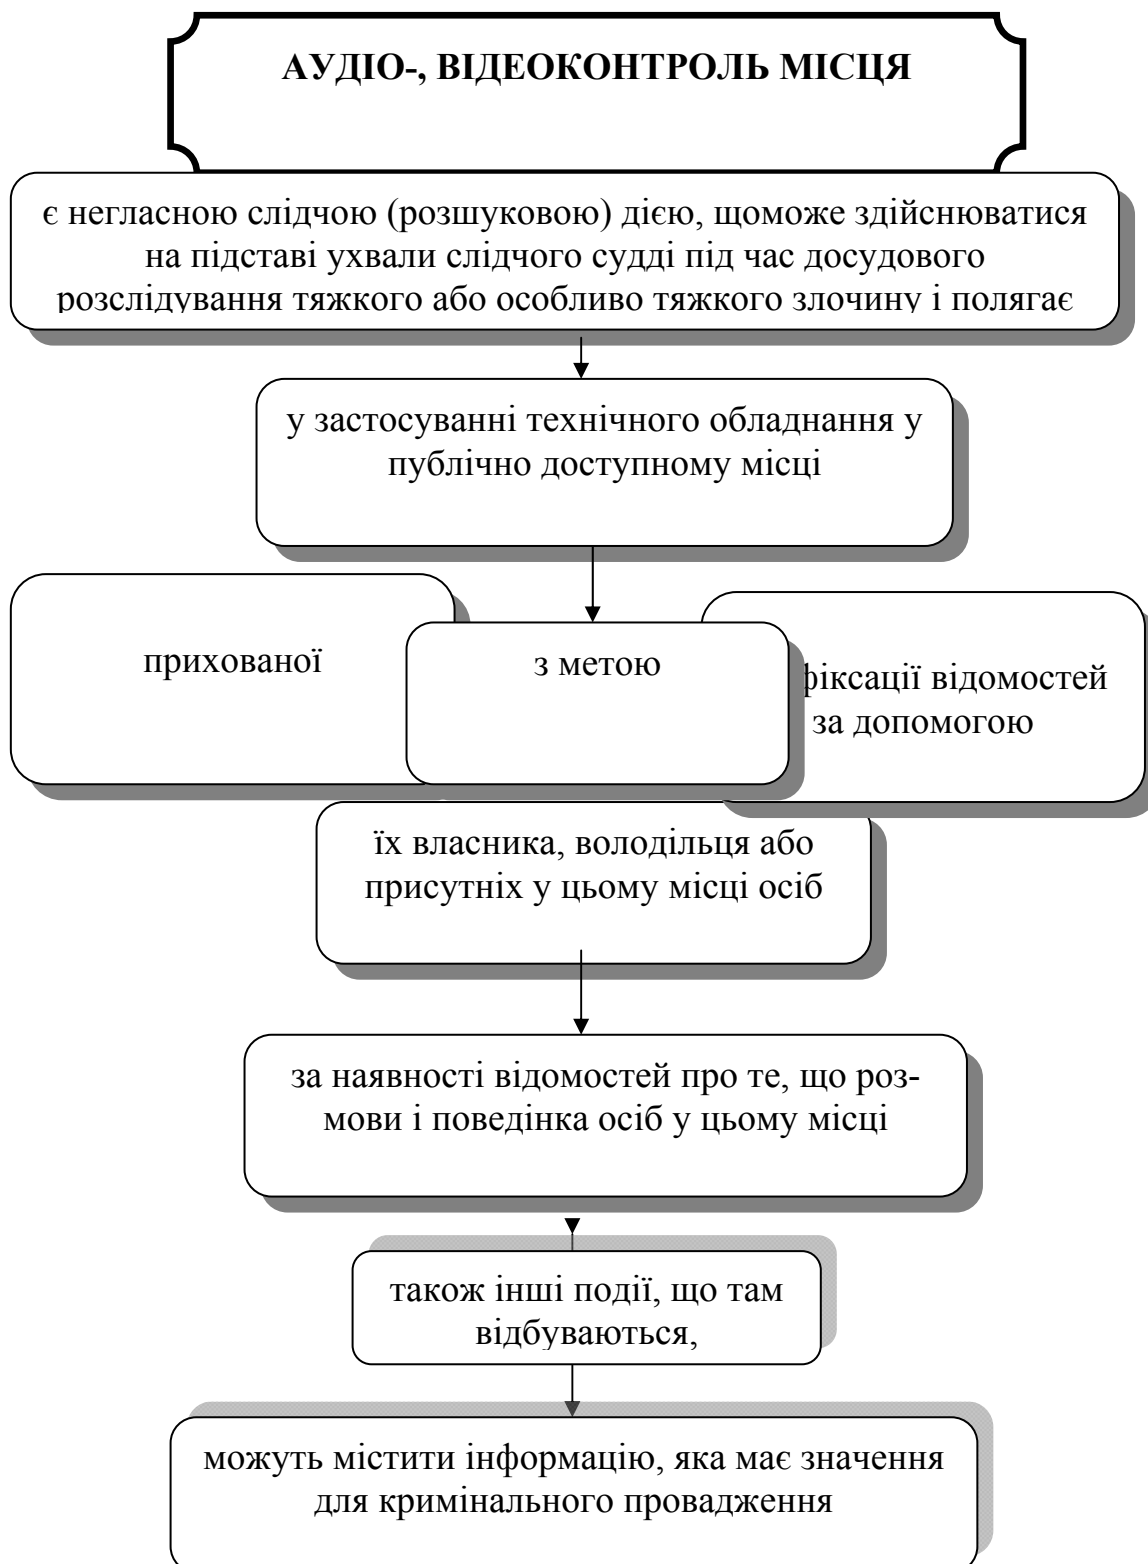 АУДІО-, ВІДЕОКОНТРОЛЬ МІСЦЯ
є негласною слідчою (розшуковою) дією, щоможе здійснюватися
на підставі ухвали слідчого судді під час досудового
розслідування тяжкого або особливо тяжкого злочину і полягає
у застосуванні технічного обладнання у
публічно доступному місці
прихованої
з метою
фіксації відомостей
за допомогою
їх власника, володільця або
присутніх у цьому місці осіб
за наявності відомостей про те, що роз-
мови і поведінка осіб у цьому місці
також інші події, що там
відбуваються,
можуть містити інформацію, яка має значення
для кримінального провадження